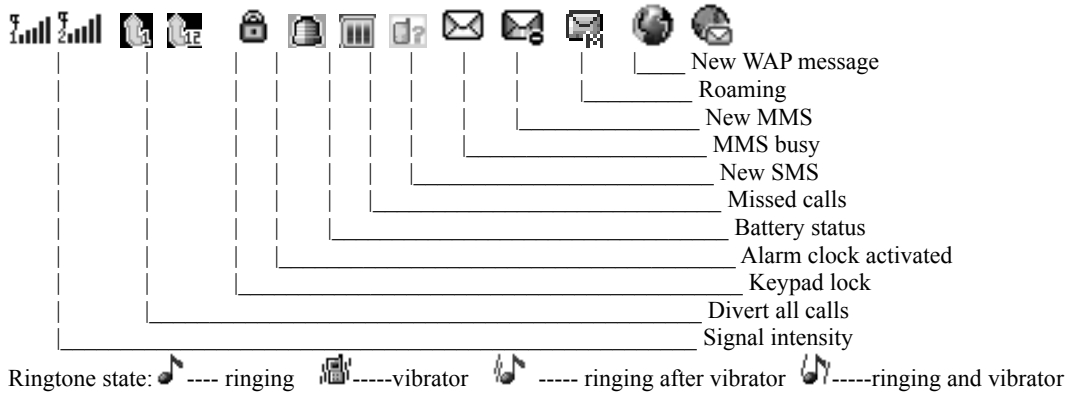 New WAP message
Roaming
New MMS
MMS busy
New SMS
Missed calls
Battery status
Alarm clock activated
Keypad lock
Divert all calls
Signal intensity
Ringtone state: ---- ringing -----vibrator ----- ringing after vibrator -----ringing and vibrator